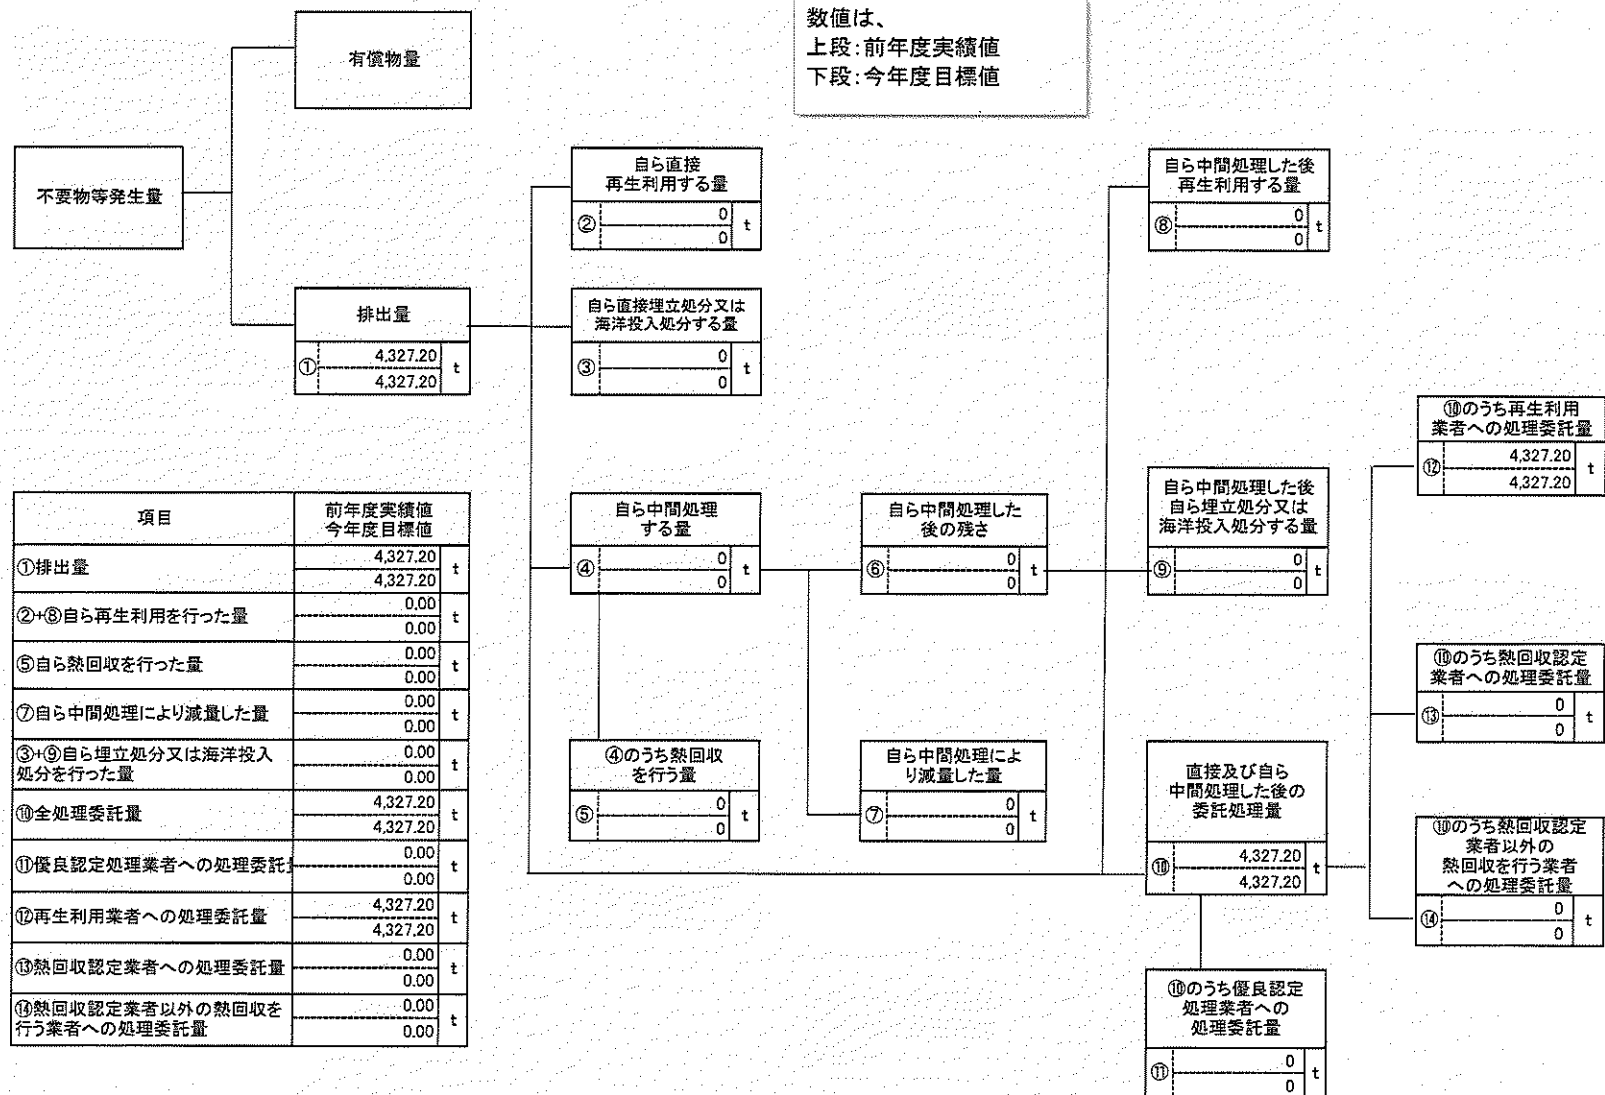 数値は、
上段:前年度実績値
下段:今年度目標値
有償物量
不要物等発生量
排出量
①
4,327.20
4,327.20
t
自ら直接
再生利用する量
②
0
0
t
自ら直接埋立処分又は
海洋投入処分する量
③
0
0
t
自ら中間処理
する量
④
0
0
t
④のうち熱回収
を行う量
⑤
0
0
t
自ら中間処理した
後の残さ
⑥
0
0
t
自ら中間処理によ
り減量した量
⑦
0
0
t
自ら中間処理した後
再生利用する量
⑧
0
0
t
自ら中間処理した後
自ら埋立処分又は
海洋投入処分する量
⑨
0
0
t
直接及び自ら
中間処理した後の
委託処理量
⑩
4,327.20
4,327.20
t
⑩のうち優良認定
処理業者への
処理委託量
⑪
0
0
t
⑩のうち再生利用
業者への処理委託量
⑫
4,327.20
4,327.20
t
⑩のうち熱回収認定
業者への処理委託量
⑬
0
0
t
⑩のうち熱回収認定
業者以外の
熱回収を行う業者
への処理委託量
⑭
0
0
t
項目
前年度実績値
今年度目標値
①排出量
4,327.20
4,327.20
t
②+⑧自ら再生利用を行った量
0.00
0.00
t
⑤自ら熱回収を行った量
0.00
0.00
t
⑦自ら中間処理により減量した量
0.00
0.00
t
③+⑨自ら埋立処分又は海洋投入
処分を行った量
0.00
0.00
t
⑩全処理委託量
4,327.20
4,327.20
t
⑪優良認定処理業者への処理委託
0.00
0.00
t
⑫再生利用業者への処理委託量
4,327.20
4,327.20
t
⑬熱回収認定業者への処理委託量
0.00
0.00
t
⑭熱回収認定業者以外の熱回収を
行う業者への処理委託量
0.00
0.00
t